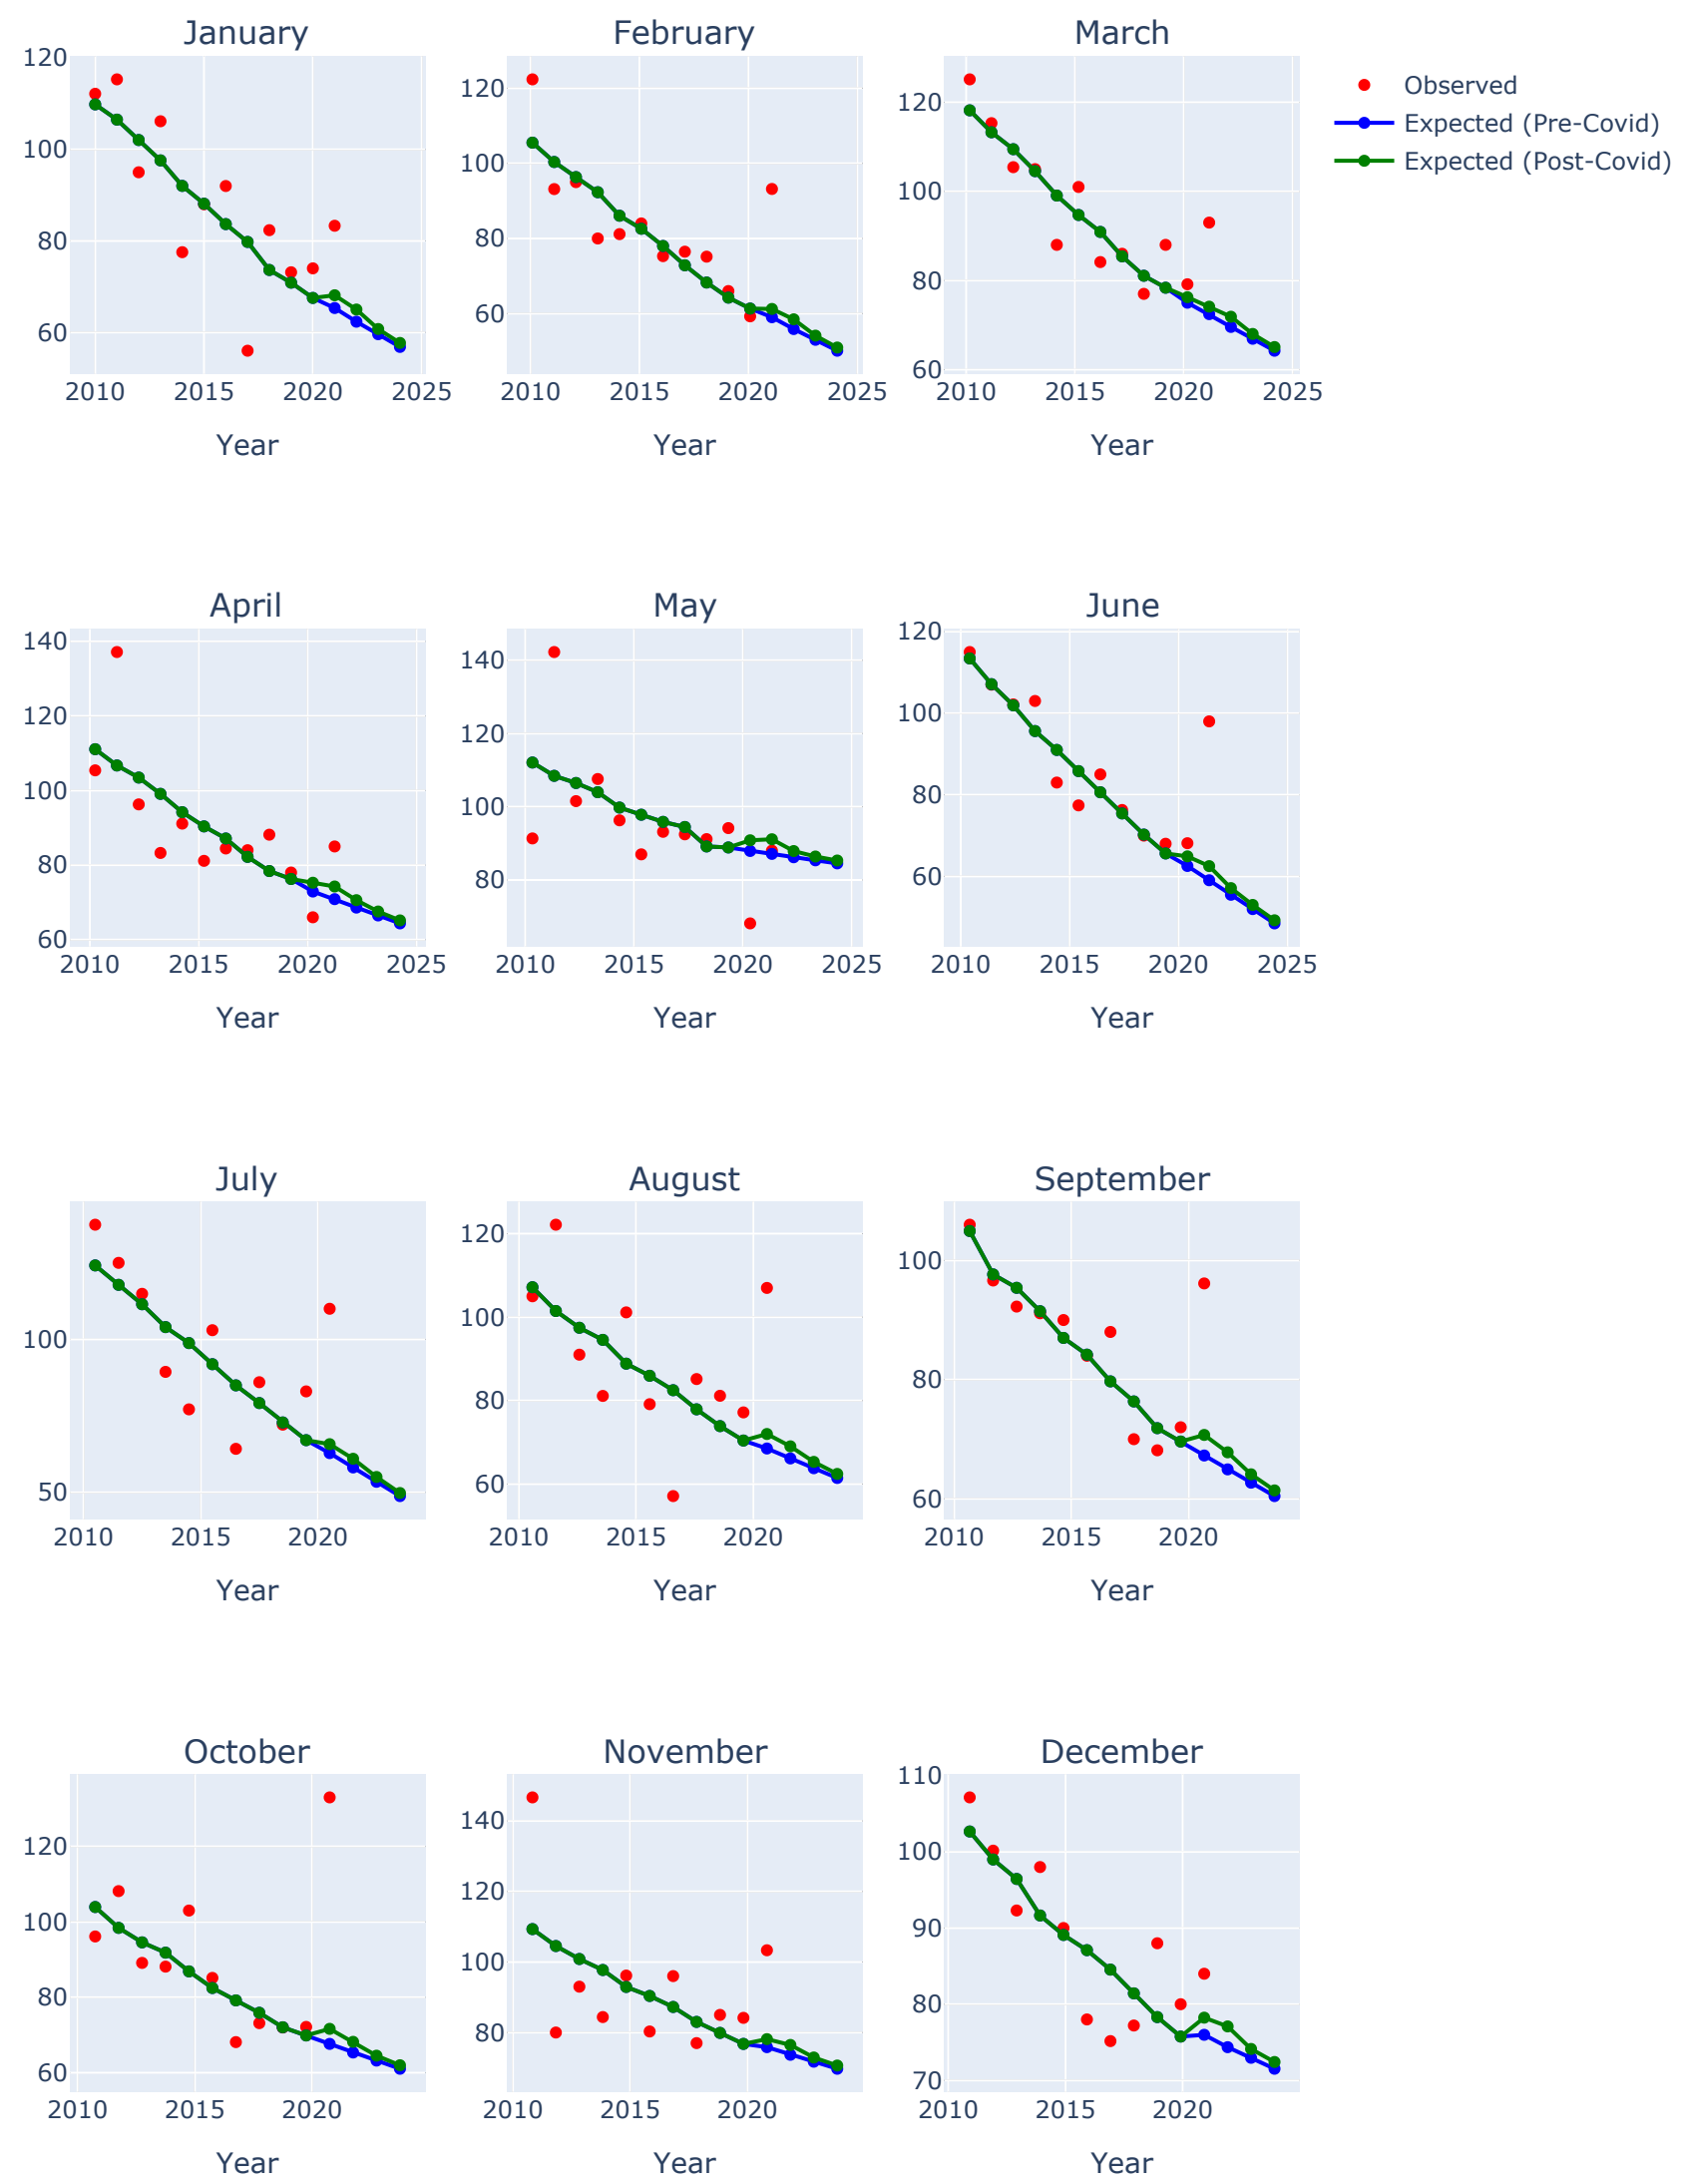 January February March
120
100
80
60
2010 2015 2020 2025
Year
120
100
80
60
2010 2015 2020 2025
Year
120
100
80
60
2010 2015 2020 2025
Year
Observed
Expected (Pre-Covid)
Expected (Post-Covid)
April May June
140
120
100
80
60
2010 2015 2020 2025
Year
140
120
100
80
2010 2015 2020 2025
Year
120
100
80
60
2010 2015 2020 2025
Year
July August September
100
50
2010 2015 2020
Year
120
100
80
60
2010 2015 2020
Year
100
80
60
2010 2015 2020
Year
October November December
120
100
80
60
2010 2015 2020
Year
140
120
100
80
2010 2015 2020
Year
110
100
90
80
70
2010 2015 2020
Year